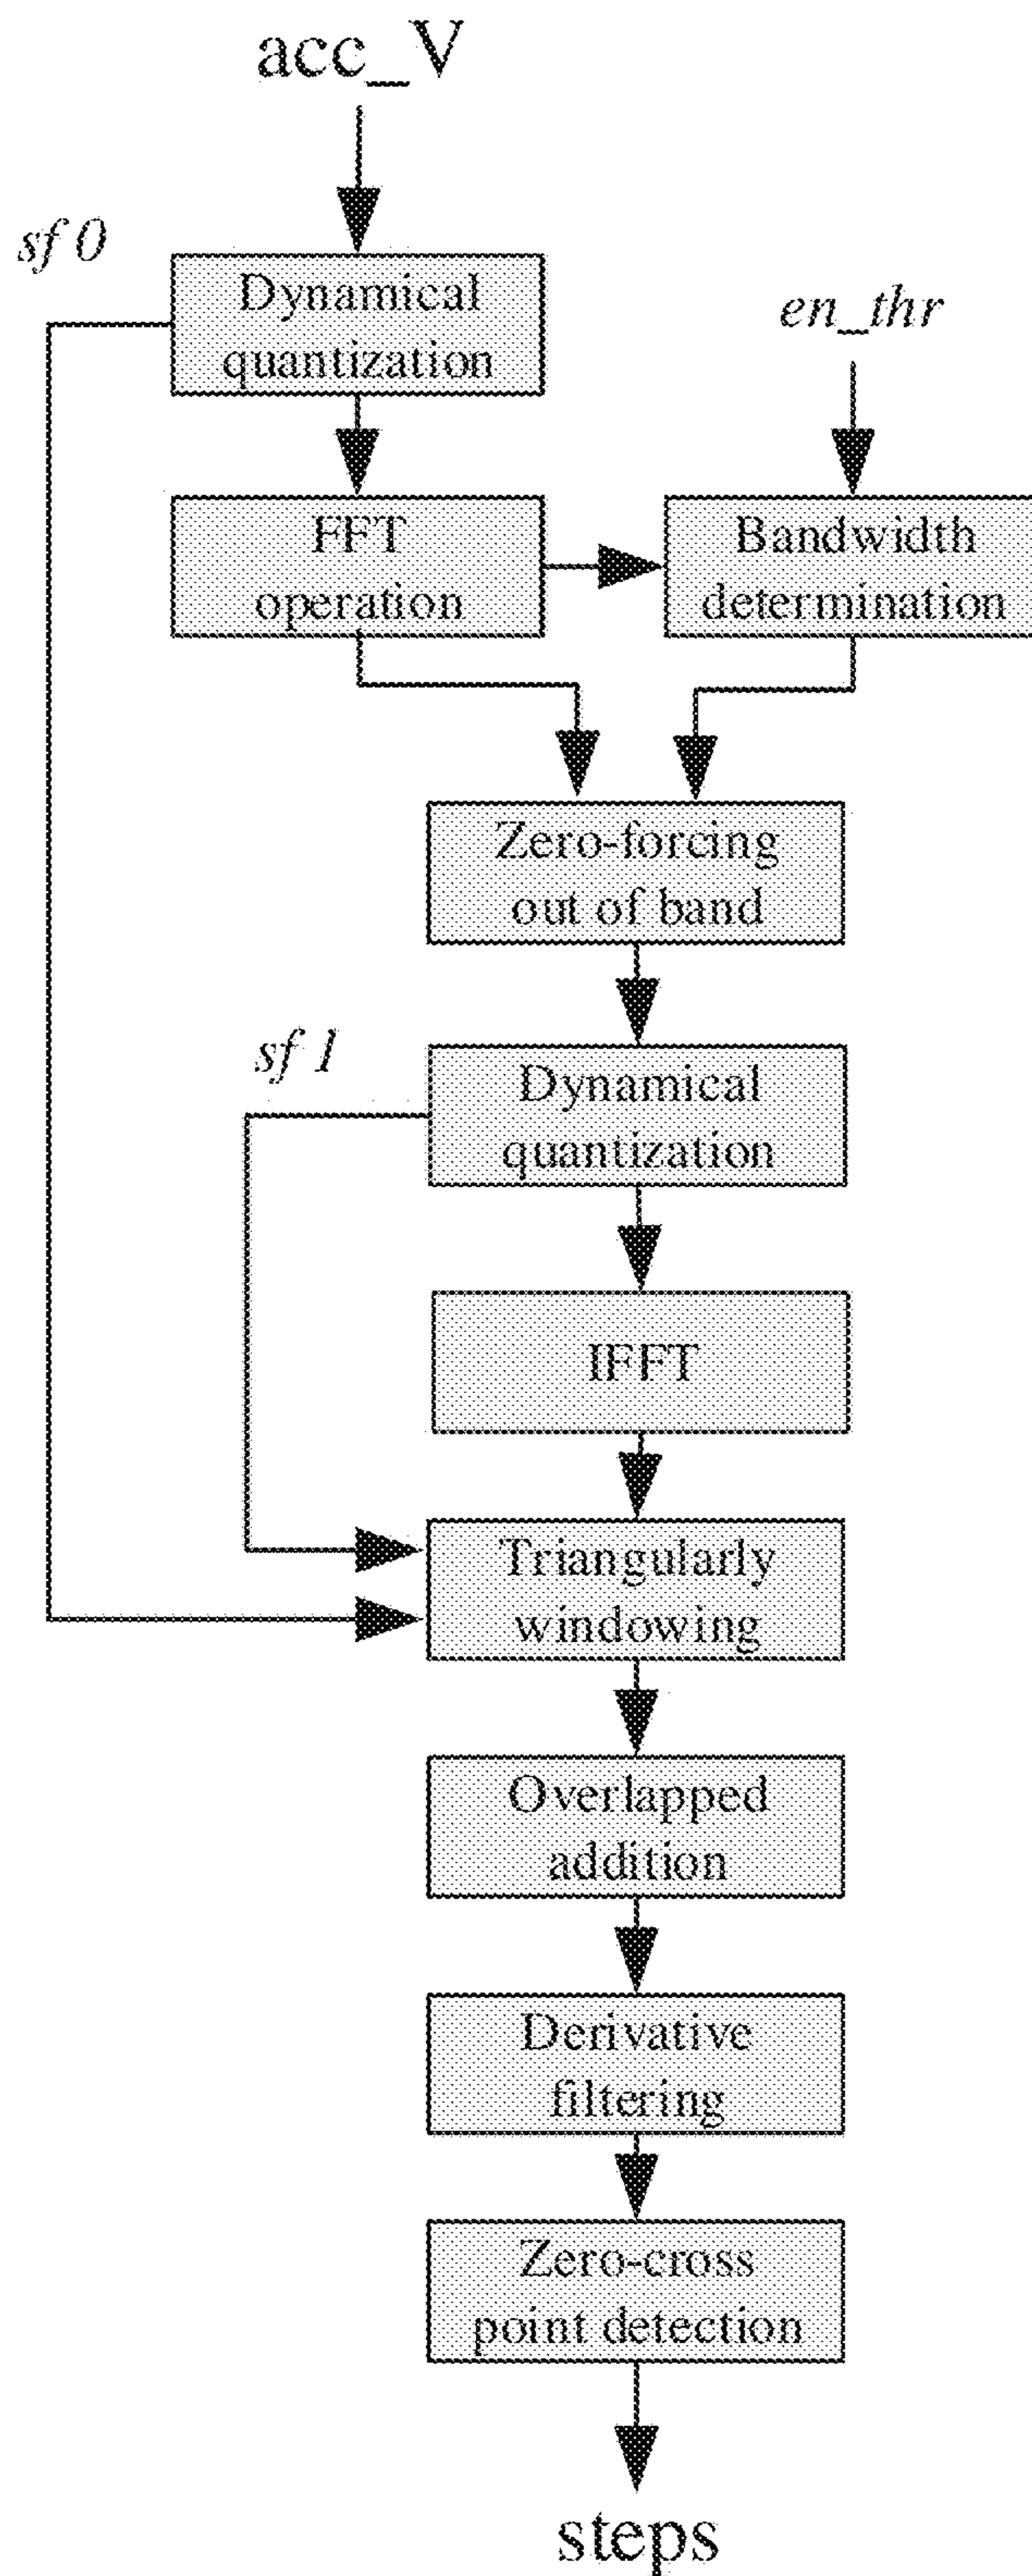 acc_V
sf 0
Dynamical
quantization
en_thr
FFT
operation
Bandwidth
determination
Zero-forcing
out of band
sf 1
Dynamical
quantization
IFFT
Triangularly
windowing
Overlapped
addition
Derivative
filtering
Zero-cross
point detection
steps